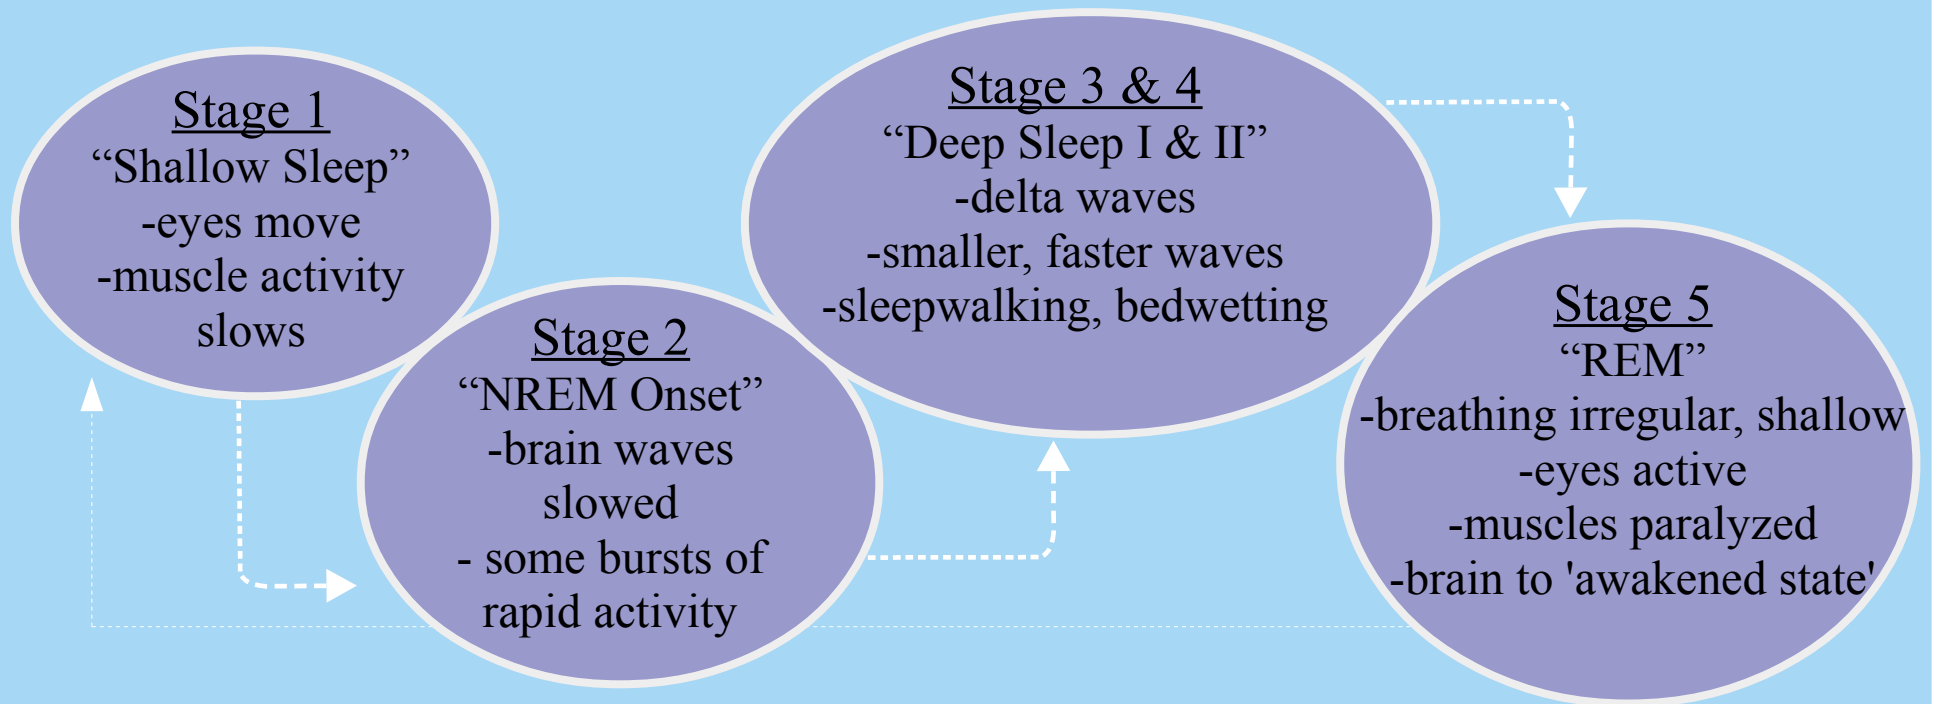 Stage 1
“Shallow Sleep”
-eyes move
-muscle activity
slows
Stage 2
“NREM Onset”
-brain waves
slowed
- some bursts of
rapid activity
Stage 3 & 4
“Deep Sleep I & II”
-delta waves
-smaller, faster waves
-sleepwalking, bedwetting
Stage 5
“REM”
-breathing irregular, shallow
-eyes active
-muscles paralyzed
-brain to 'awakened state'